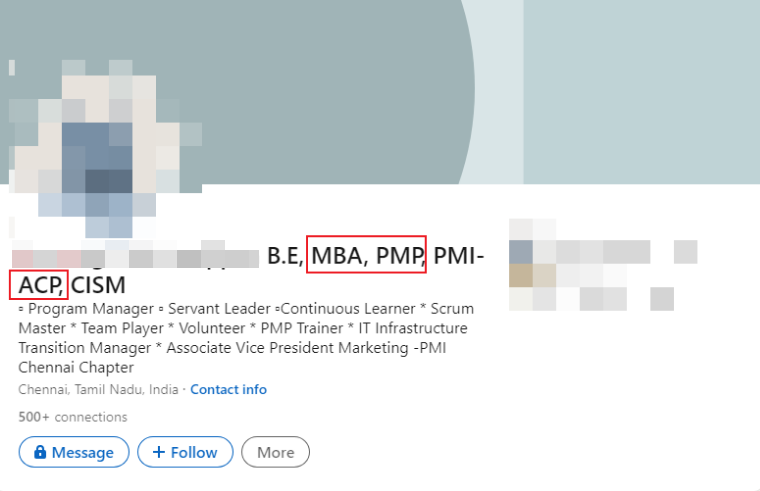 B.E, MBA, PMP, PMI-
ACP, CISM
▫ Program Manager ▫ Servant Leader ▫Continuous Learner * Scrum
Master * Team Player * Volunteer * PMP Trainer * IT Infrastructure
Transition Manager * Associate Vice President Marketing -PMI
Chennai Chapter
Chennai, Tamil Nadu, India · Contact info
500+ connections
Message + Follow More